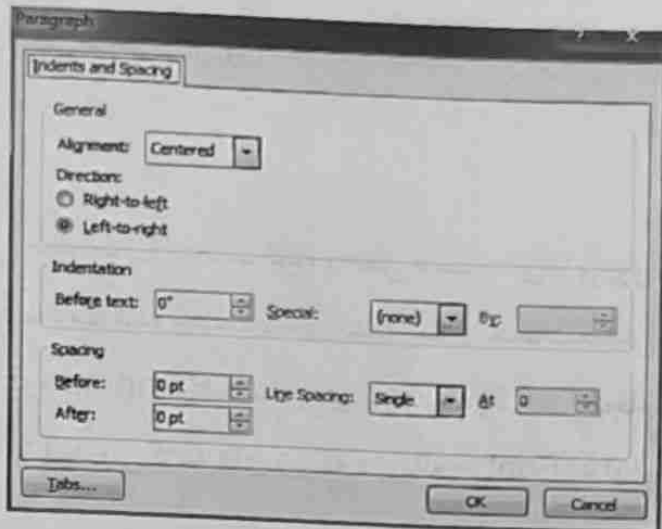 Paragraph
? x
Indents and Spacing
General
Alignment: Centered
Direction:
Right-to-left
Left-to-right
Indentation
Before text: 0" Special: (none) By:
Spacing
Before: 0 pt Line Spacing: Single At 0
After: 0 pt
Tabs... OK Cancel